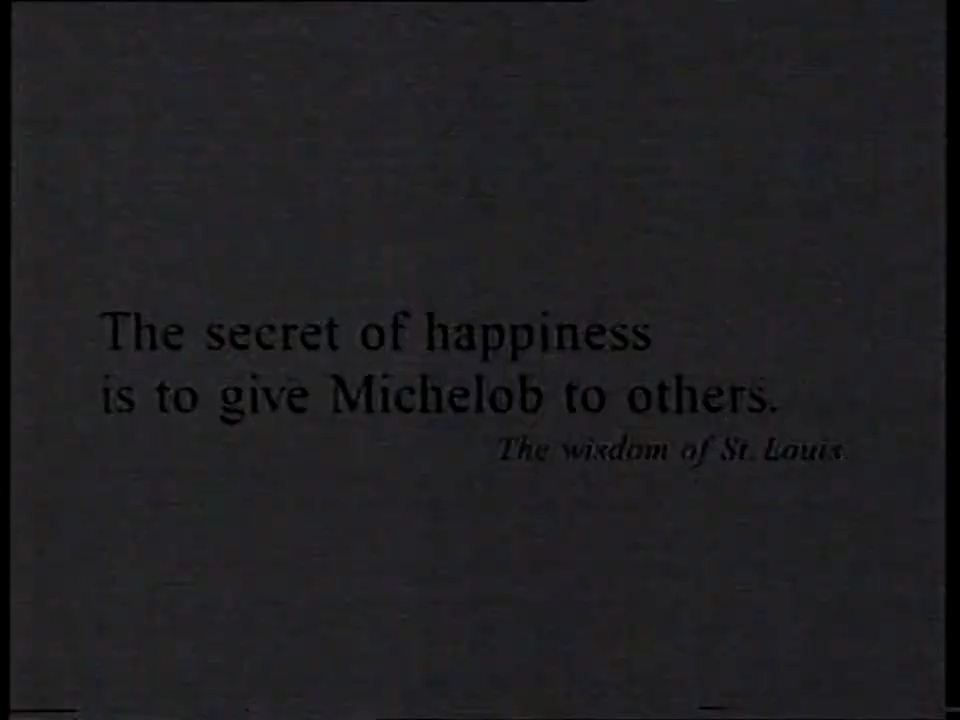 The secret of happiness
is to give Michelob to others.
The wisdom of St. Louis.